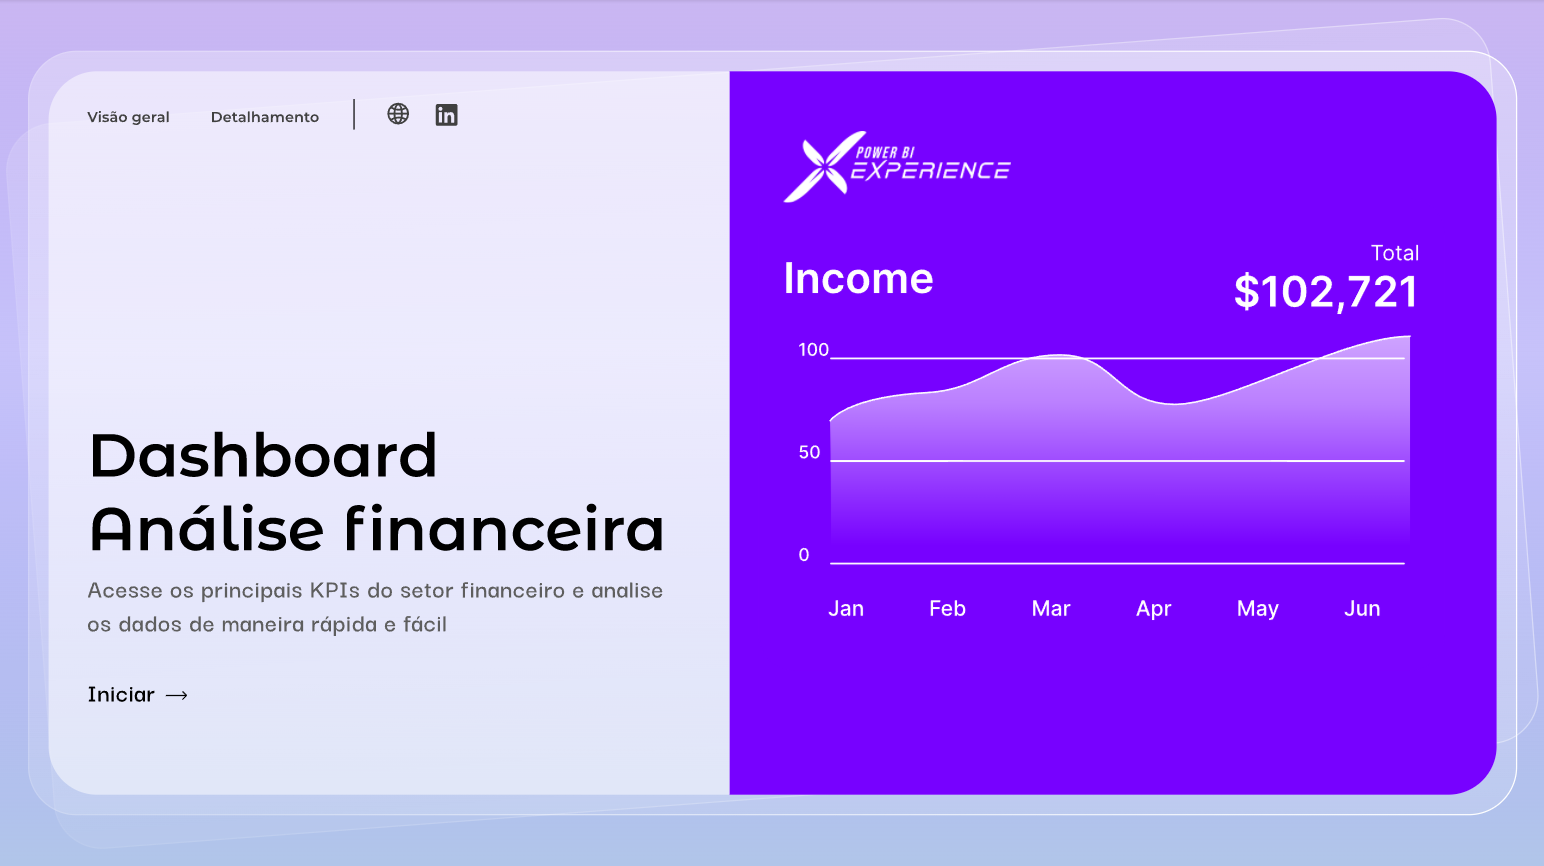 Visão geral
Detalhamento
Dashboard
Análise financeira
Acesse os principais KPIs do setor financeiro e analise
os dados de maneira rápida e fácil
Iniciar →
POWER BI
EXPERIENCE
Income
Total
$102,721
100
50
0
Jan Feb Mar Apr May Jun